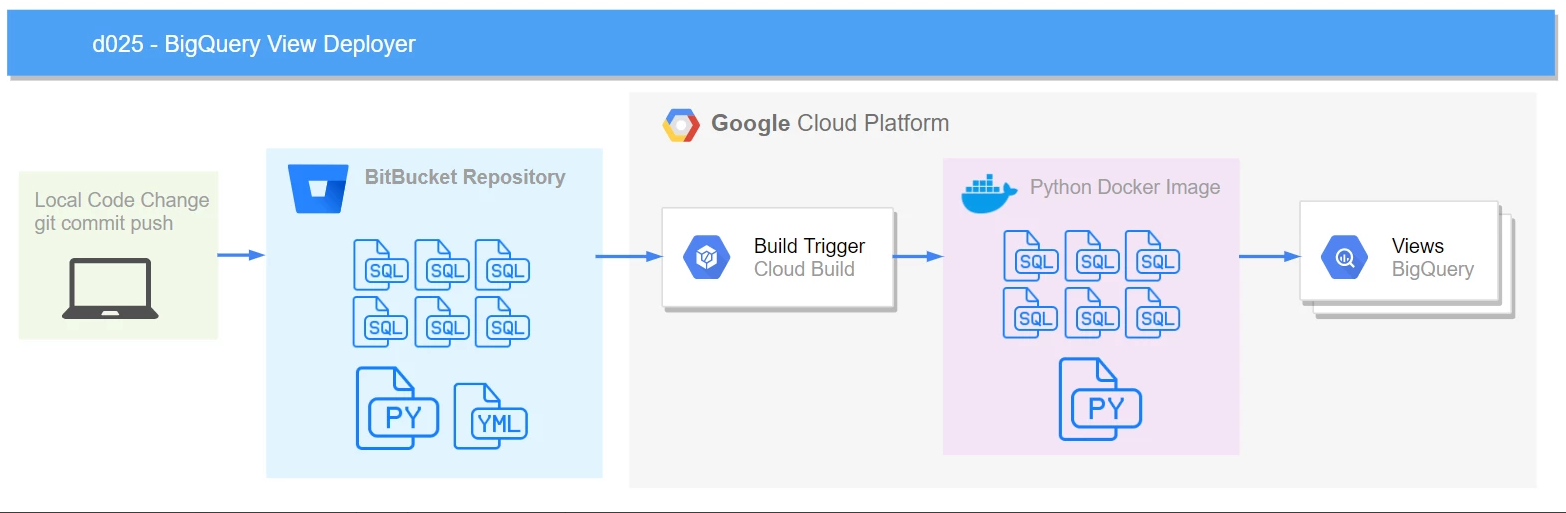 d025 - BigQuery View Deployer
Google Cloud Platform
Local Code Change
git commit push
BitBucket Repository
SQL SQL SQL
SQL SQL SQL
PY YML
Build Trigger
Cloud Build
Python Docker Image
SQL SQL SQL
SQL SQL SQL
PY
Views
BigQuery